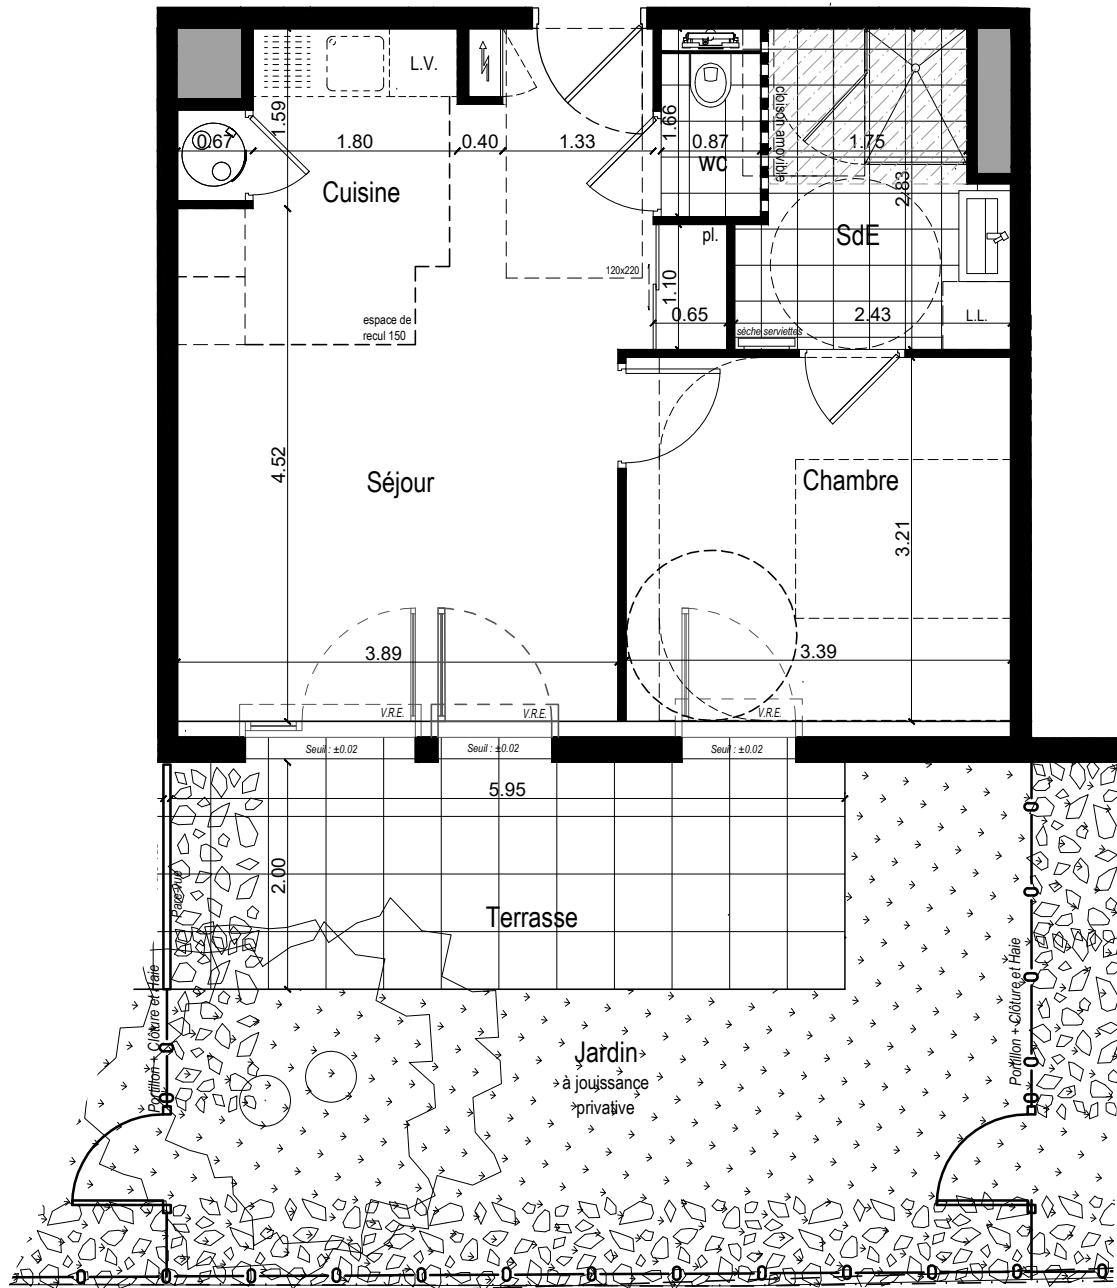 L.V.
1.59
0.67
1.80
0.40
1.33
1.66
0.87
1.75
cloison amovible
WC
Cuisine
2.83
SdE
pl.
120x220
1.10
espace de
recul 150
0.65
2.43
L.L.
sèche serviettes
4.52
Séjour
Chambre
3.21
3.89
3.39
V.R.E.
V.R.E.
V.R.E.
Seuil : ±0.02
Seuil : ±0.02
Seuil : ±0.02
5.95
2.00
Pare-vue
Terrasse
Portillon + Clôture et Haie
Portillon + Clôture et Haie
Jardin
à jouissance
privative